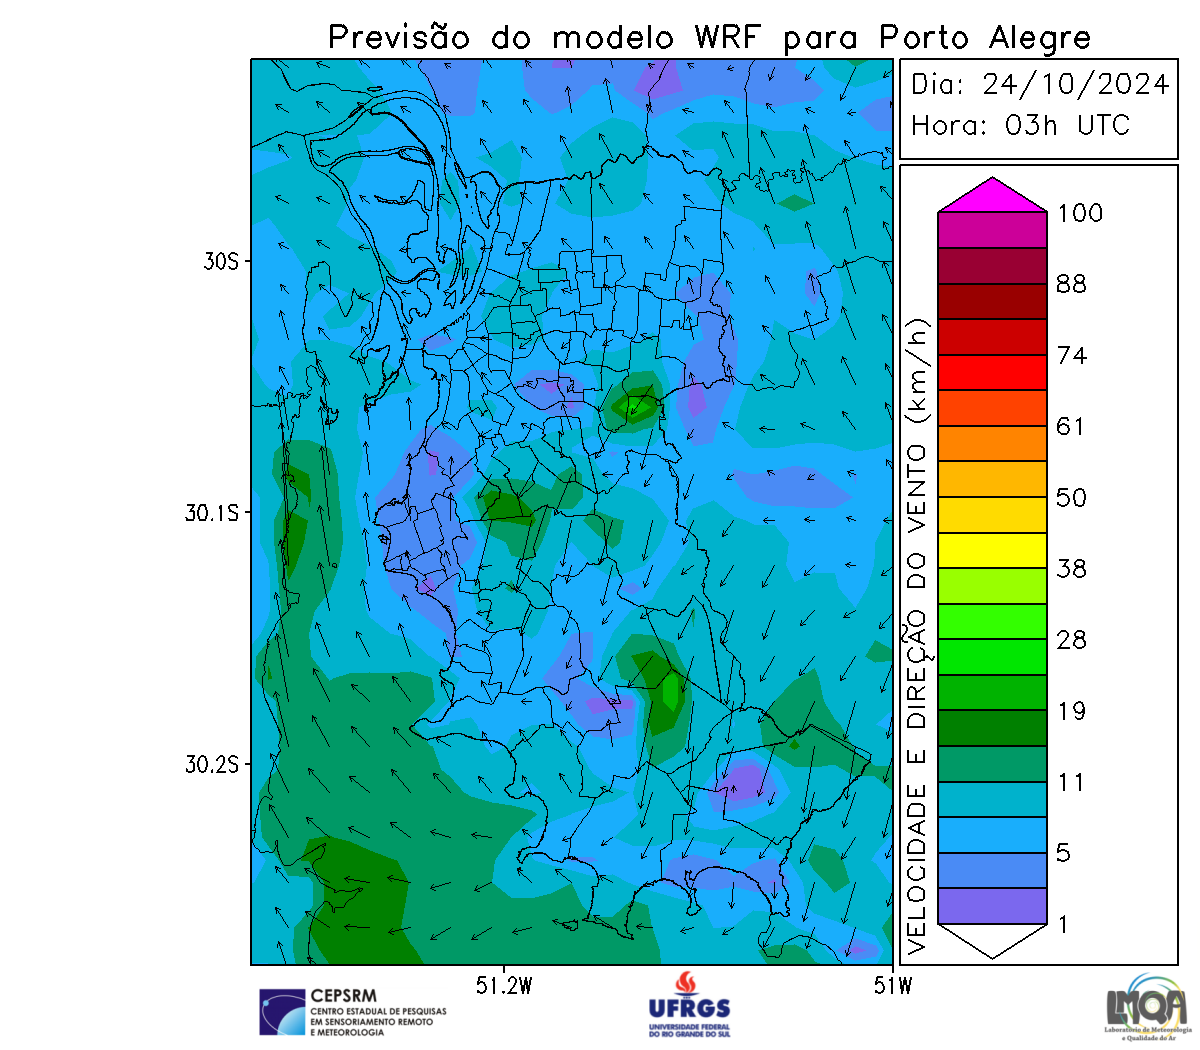 Previsão do modelo WRF para Porto Alegre
Dia: 24/10/2024
Hora: 03h UTC
100
88
74
61
50
38
28
19
11
5
1
VELOCIDADE E DIREÇÃO DO VENTO (km/h)
30S
30.1S
30.2S
51.2W
51W
CEPSRM
CENTRO ESTADUAL DE PESQUISAS
EM SENSORIAMENTO REMOTO
E METEOROLOGIA
UFRGS
UNIVERSIDADE FEDERAL
DO RIO GRANDE DO SUL
LMQA
Laboratório de Meteorologia
e Qualidade do Ar